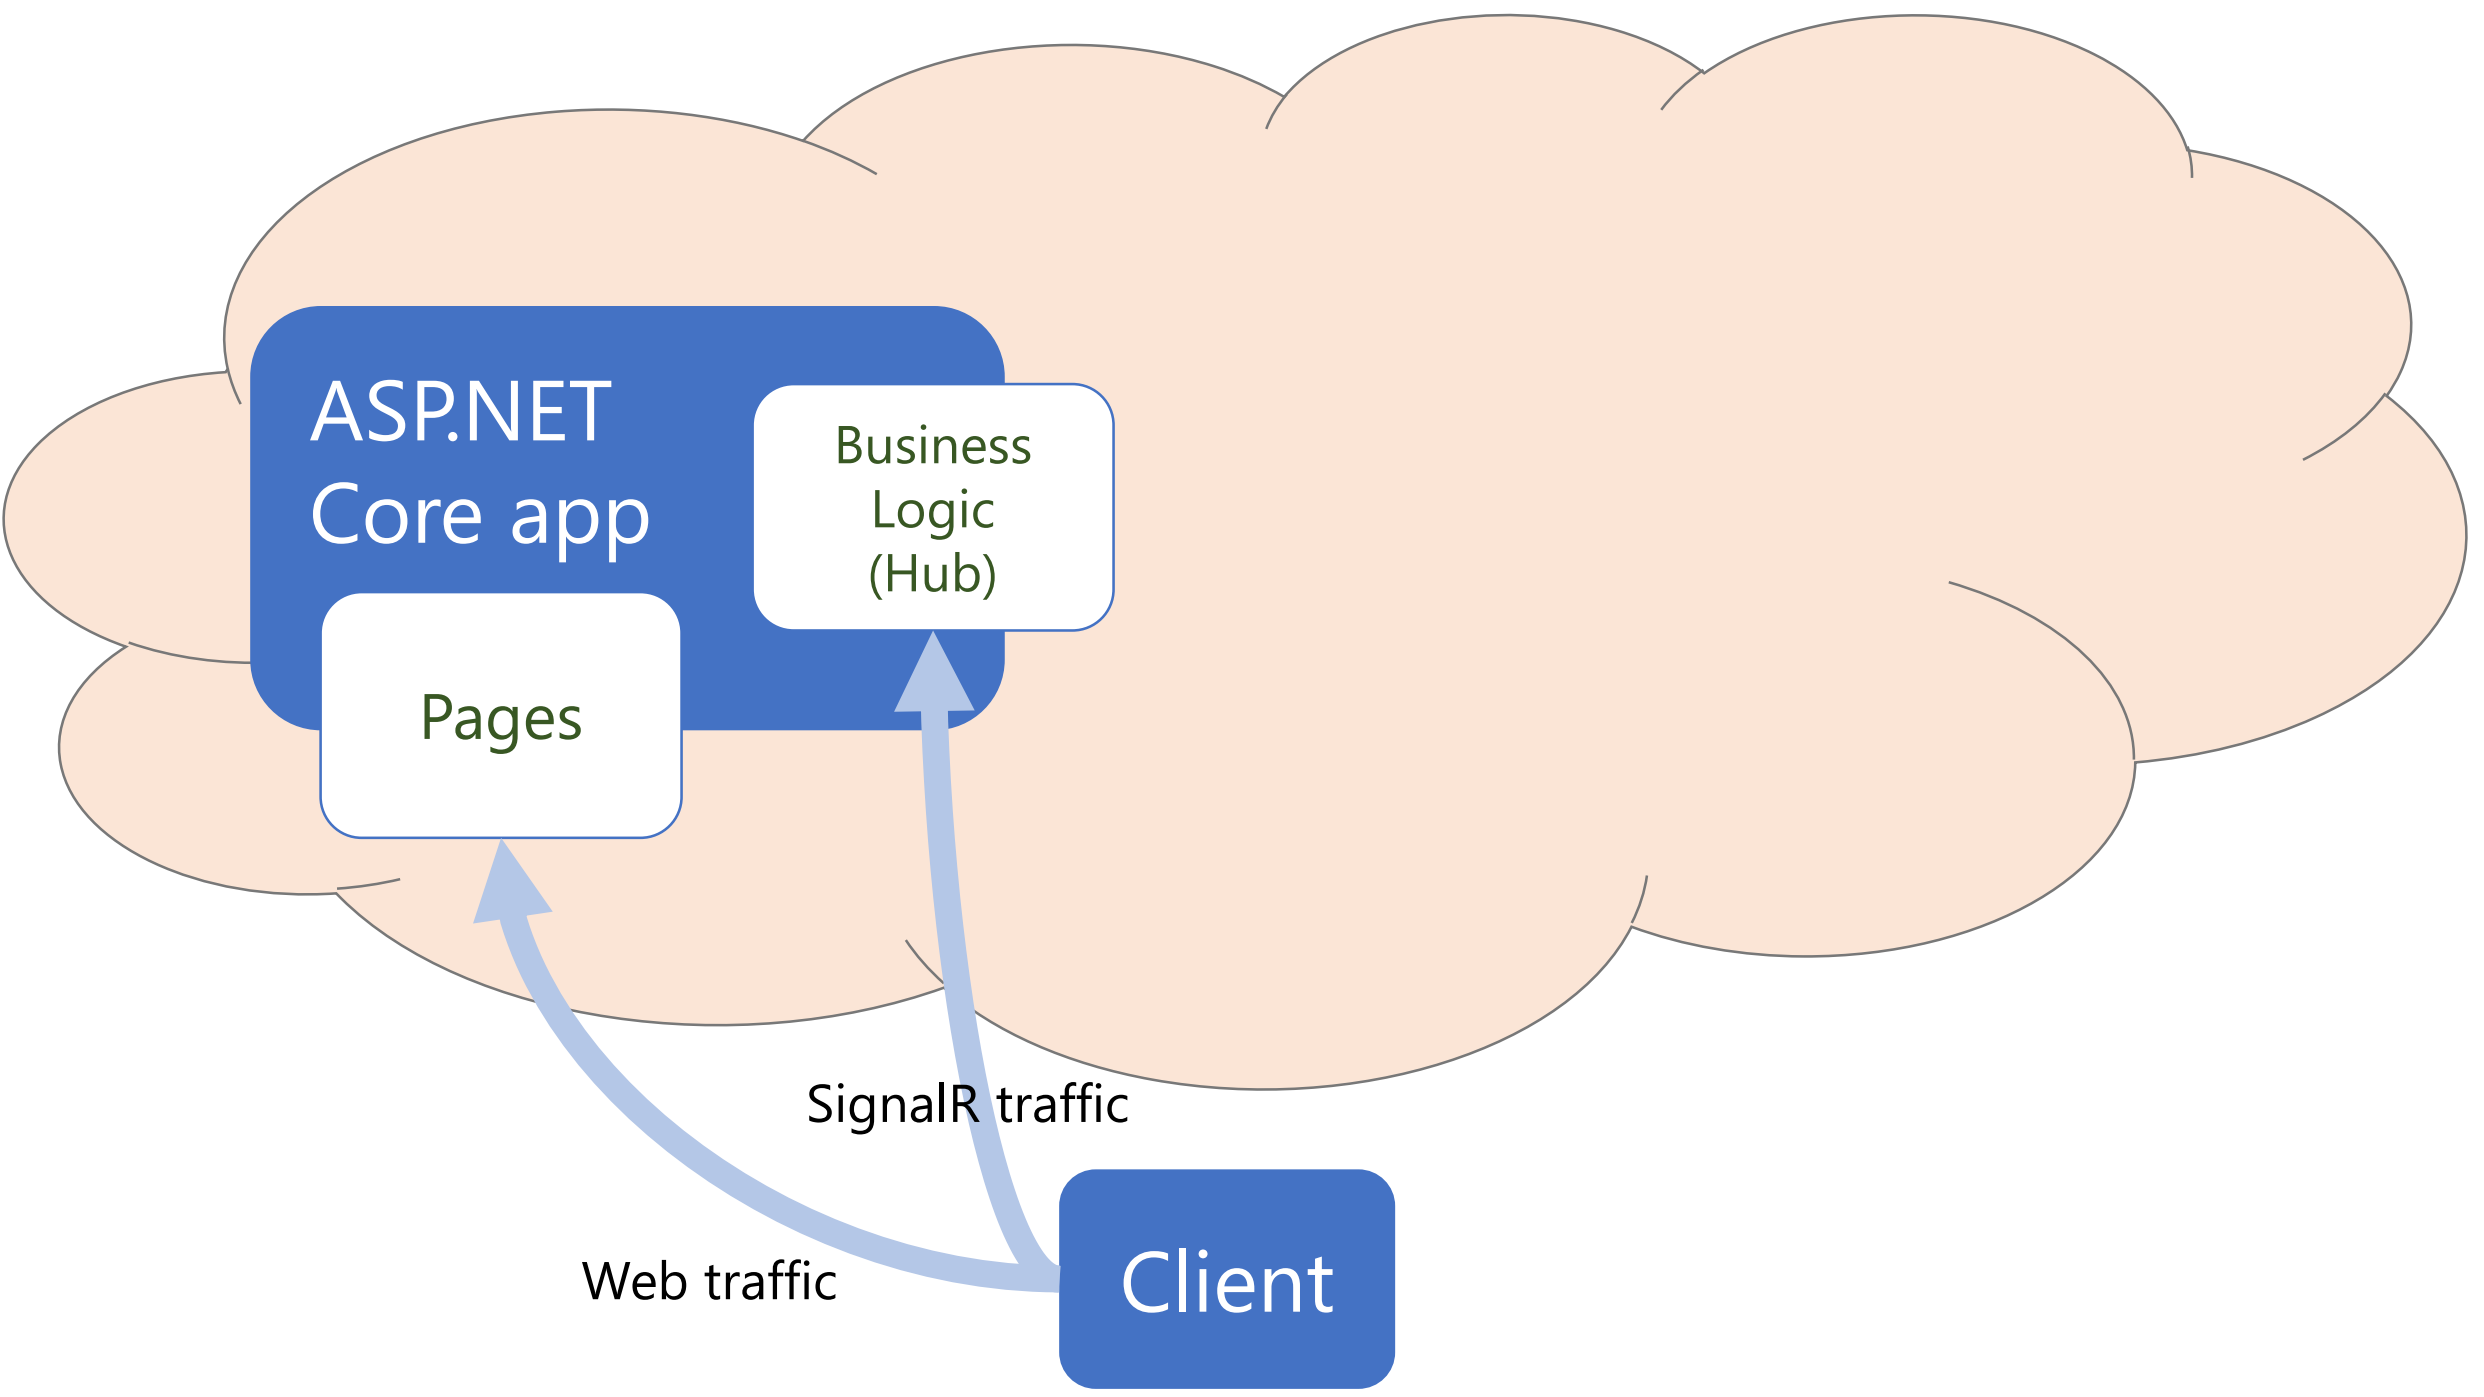 ASP.NET
Core app
Business
Logic
(Hub)
Pages
SignalR traffic
Web traffic
Client